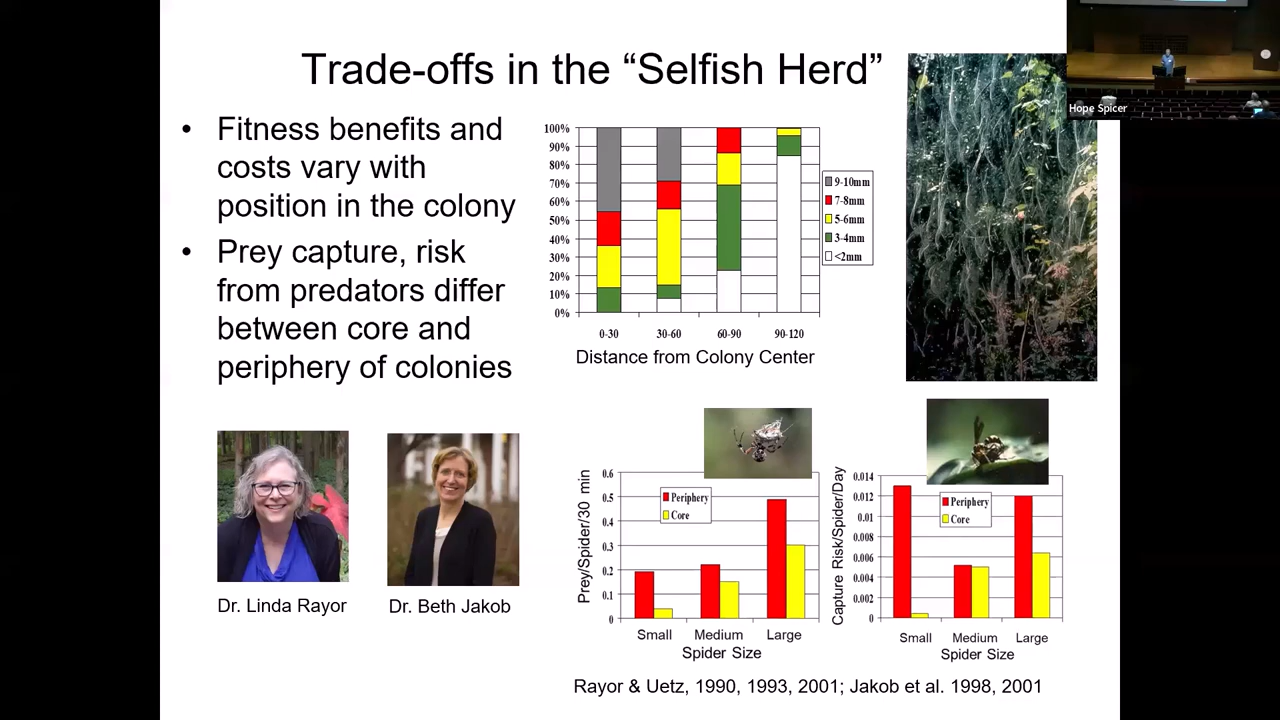 Trade-offs in the “Selfish Herd”
• Fitness benefits and
costs vary with
position in the colony
• Prey capture, risk
from predators differ
between core and
periphery of colonies
100%
90%
80%
70%
60%
50%
40%
30%
20%
10%
0%
0-30 30-60 60-90 90-120
Distance from Colony Center
9-10mm
7-8mm
5-6mm
3-4mm
<2mm
Hope Spicer
Dr. Linda Rayor
Dr. Beth Jakob
Prey/Spider/30 min
0.6
0.5
0.4
0.3
0.2
0.1
0
Periphery
Core
Small Medium Large
Spider Size
Capture Risk/Spider/Day
0.014
0.012
0.01
0.008
0.006
0.004
0.002
0
Periphery
Core
Small Medium Large
Spider Size
Rayor & Uetz, 1990, 1993, 2001; Jakob et al. 1998, 2001